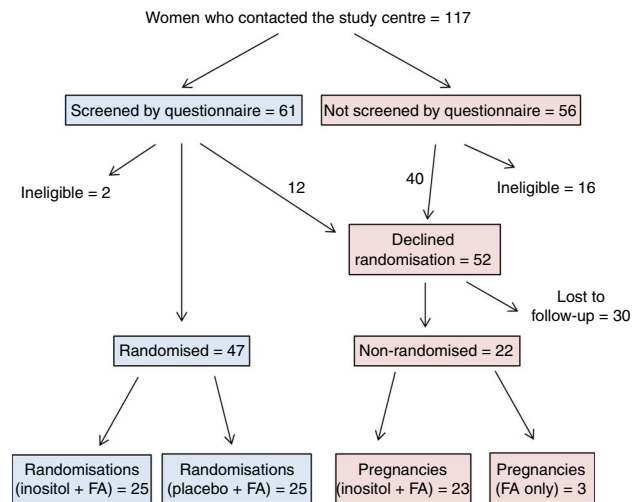 Women who contacted the study centre = 117
Screened by questionnaire = 61
Not screened by questionnaire = 56
Ineligible = 2
12
40
Ineligible = 16
Declined
randomisation = 52
Lost to
follow-up = 30
Randomised = 47
Non-randomised = 22
Randomisations
(inositol + FA) = 25
Randomisations
(placebo + FA) = 25
Pregnancies
(inositol + FA) = 23
Pregnancies
(FA only) = 3